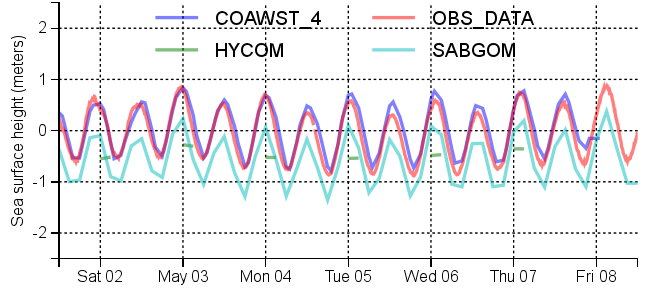 COAWST_4 OBS_DATA
HYCOM SABGOM
Sea surface height (meters)
2
1
0
-1
-2
Sat 02 May 03 Mon 04 Tue 05 Wed 06 Thu 07 Fri 08